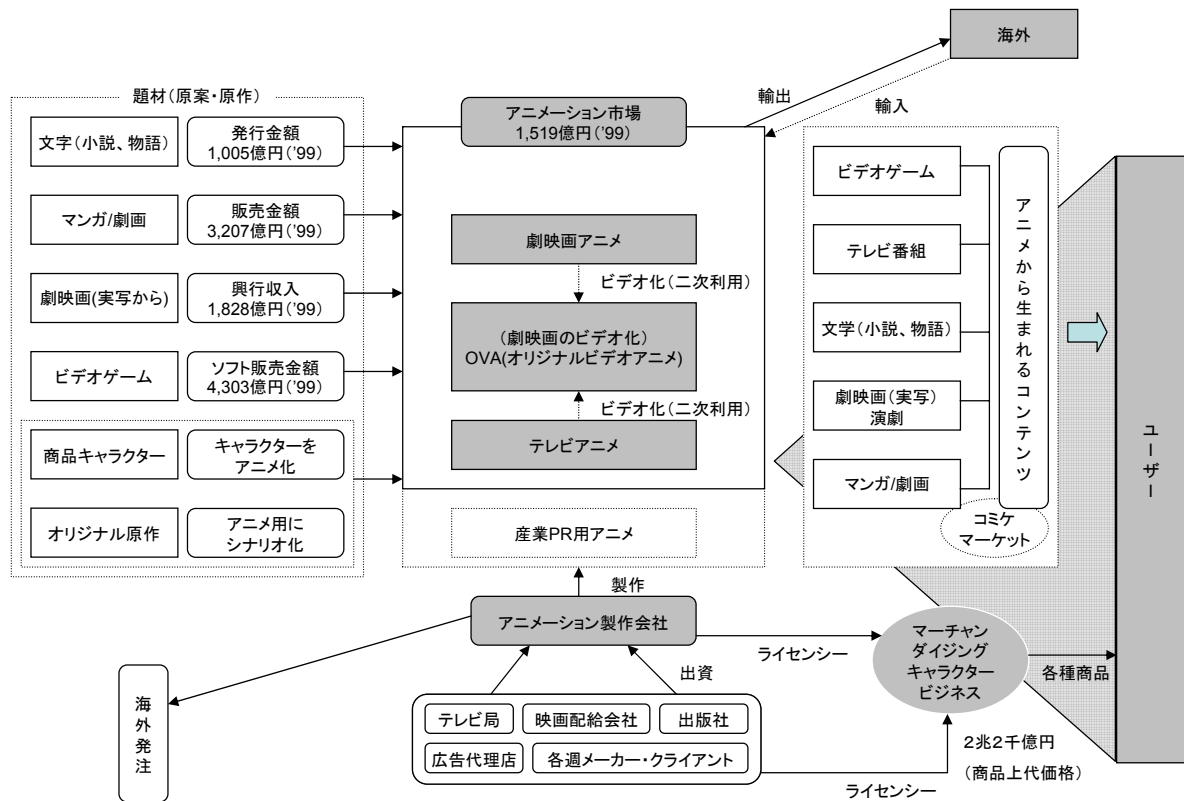 海外
輸出
輸入
題材(原案・原作)
文字(小説、物語)
発行金額
1,005億円('99)
マンガ/劇画
販売金額
3,207億円('99)
劇映画(実写から)
興行収入
1,828億円('99)
ビデオゲーム
ソフト販売金額
4,303億円('99)
商品キャラクター
キャラクターを
アニメ化
オリジナル原作
アニメ用に
シナリオ化
アニメーション市場
1,519億円('99)
劇映画アニメ
ビデオ化(二次利用)
(劇映画のビデオ化)
OVA(オリジナルビデオアニメ)
ビデオ化(二次利用)
テレビアニメ
産業PR用アニメ
製作
アニメーション製作会社
出資
テレビ局
映画配給会社
出版社
広告代理店
各週メーカー・クライアント
海外発注
ライセンシー
ライセンシー
ビデオゲーム
テレビ番組
文学(小説、物語)
劇映画(実写)
演劇
マンガ/劇画
アニメから生まれるコンテンツ
コミケ
マーケット
マーチャン
ダイジング
キャラクター
ビジネス
各種商品
2兆2千億円
(商品上代価格)
ユーザー